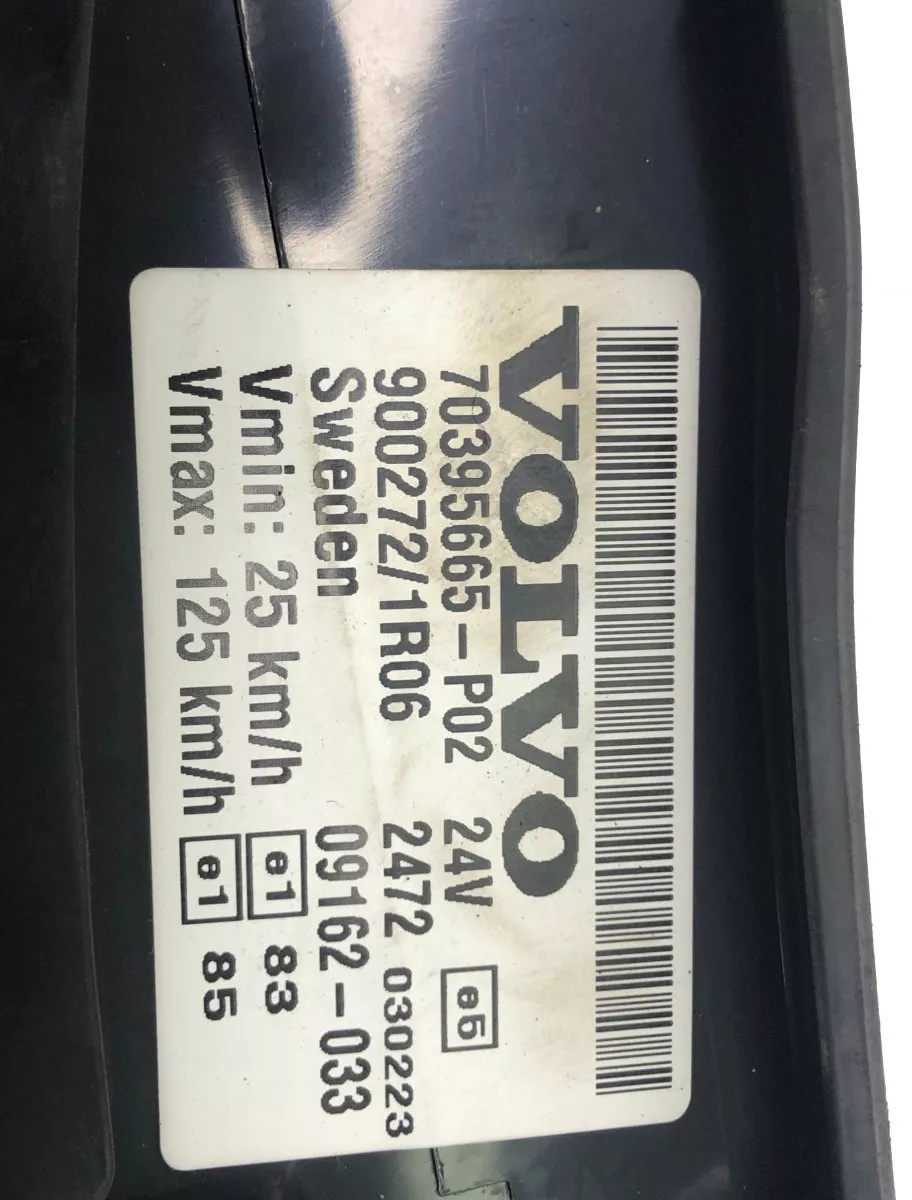 VOLVO
70395665-P02 24V e5
900272/1R06 2472 030223
Sweden 09162-033
Vmin: 25 km/h e1 83
Vmax: 125 km/h e1 85